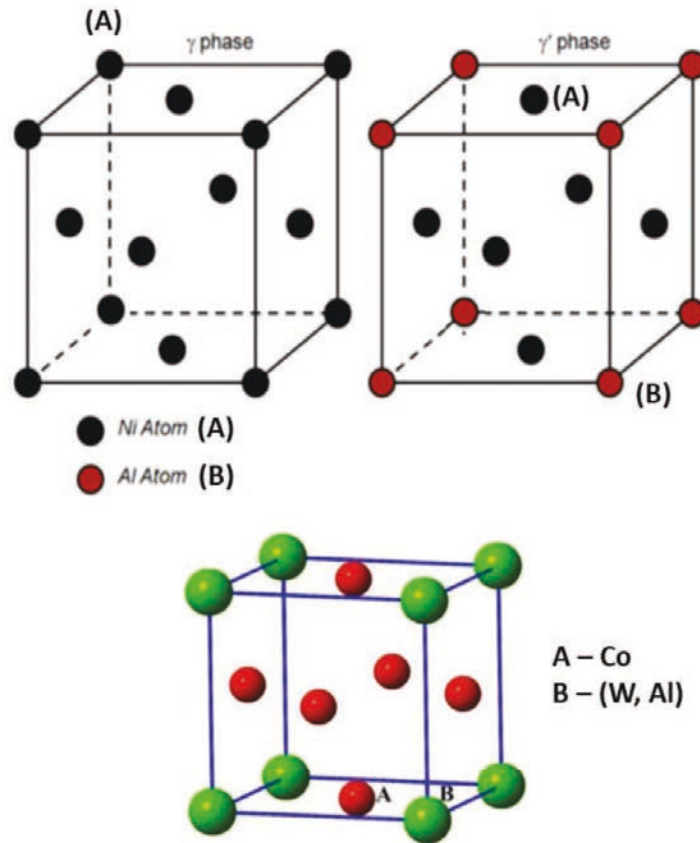 (A)
γ phase
γ' phase
(A)
(B)
Ni Atom (A)
Al Atom (B)
A – Co
B – (W, Al)
A
B